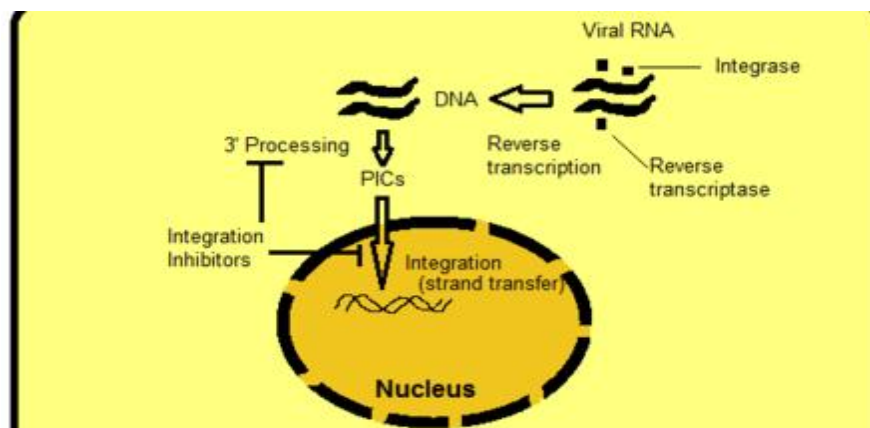 Viral RNA
Integrase
DNA
Reverse
transcription
Reverse
transcriptase
3' Processing
PICs
Integration
Inhibitors
Integration
(strand transfer)
Nucleus